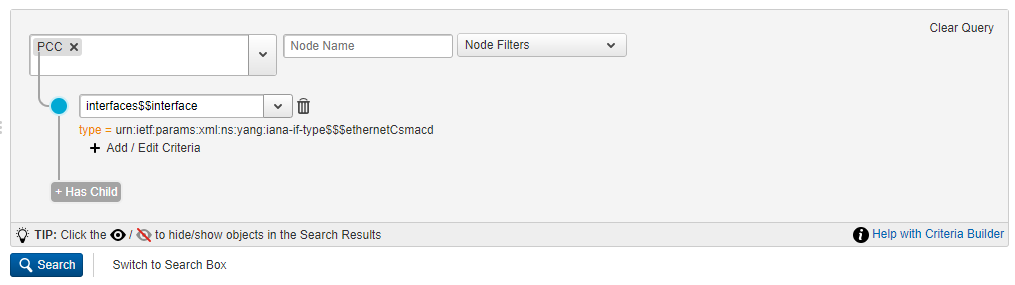 Clear Query
PCC
Node Name
Node Filters
interfaces$$interface
type = urn:ietf:params:xml:ns:yang:iana-if-type$$$ethernetCsmacd
+ Add / Edit Criteria
+ Has Child
TIP: Click the / to hide/show objects in the Search Results
Help with Criteria Builder
Search
Switch to Search Box